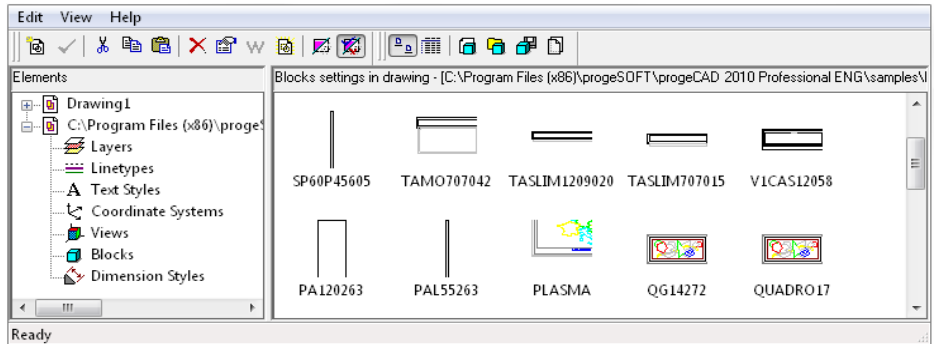 Edit View Help
Elements
Blocks settings in drawing - [C:\Program Files (x86)\progeSOFT\progeCAD 2010 Professional ENG\samples\
Drawing1
C:\Program Files (x86)\proge
Layers
Linetypes
A Text Styles
Coordinate Systems
Views
Blocks
Dimension Styles
SP60P45605 TAMO707042 TASLIM1209020 TASLIM707015 V1CAS12058
PA120263 PAL55263 PLASMA QG14272 QUADRO17
Ready